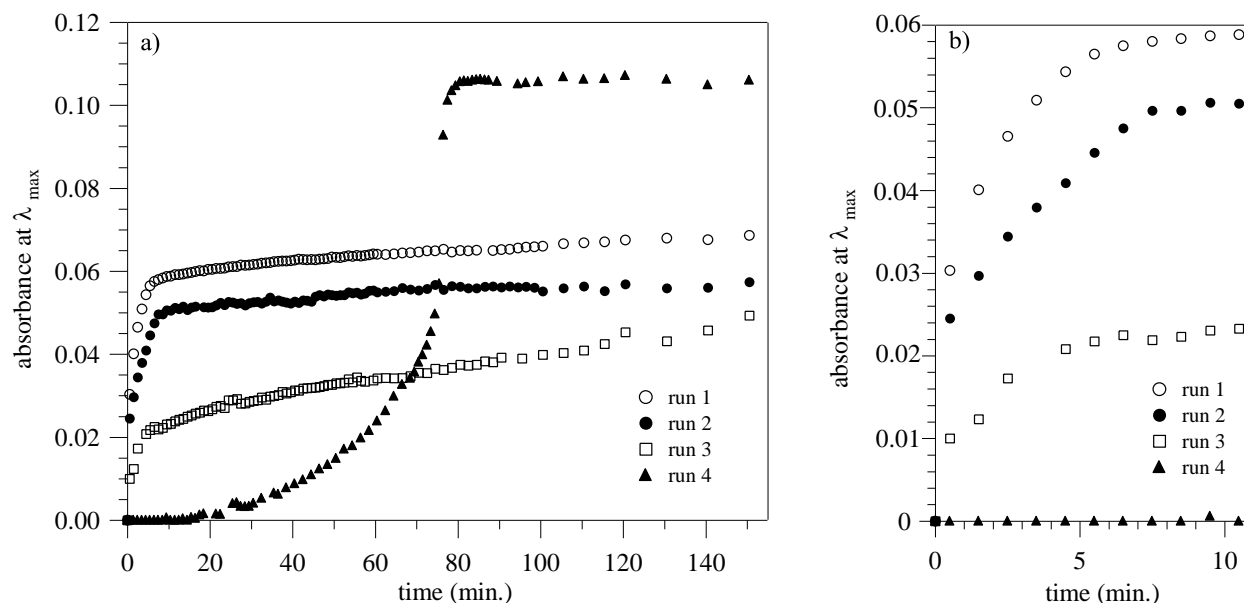 a)
0.12
0.10
0.08
0.06
0.04
0.02
0.00
absorbance at λ max
0 20 40 60 80 100 120 140
time (min.)
run 1
run 2
run 3
run 4
b)
0.06
0.05
0.04
0.03
0.02
0.01
0
absorbance at λ max
0 5 10
time (min.)
run 1
run 2
run 3
run 4